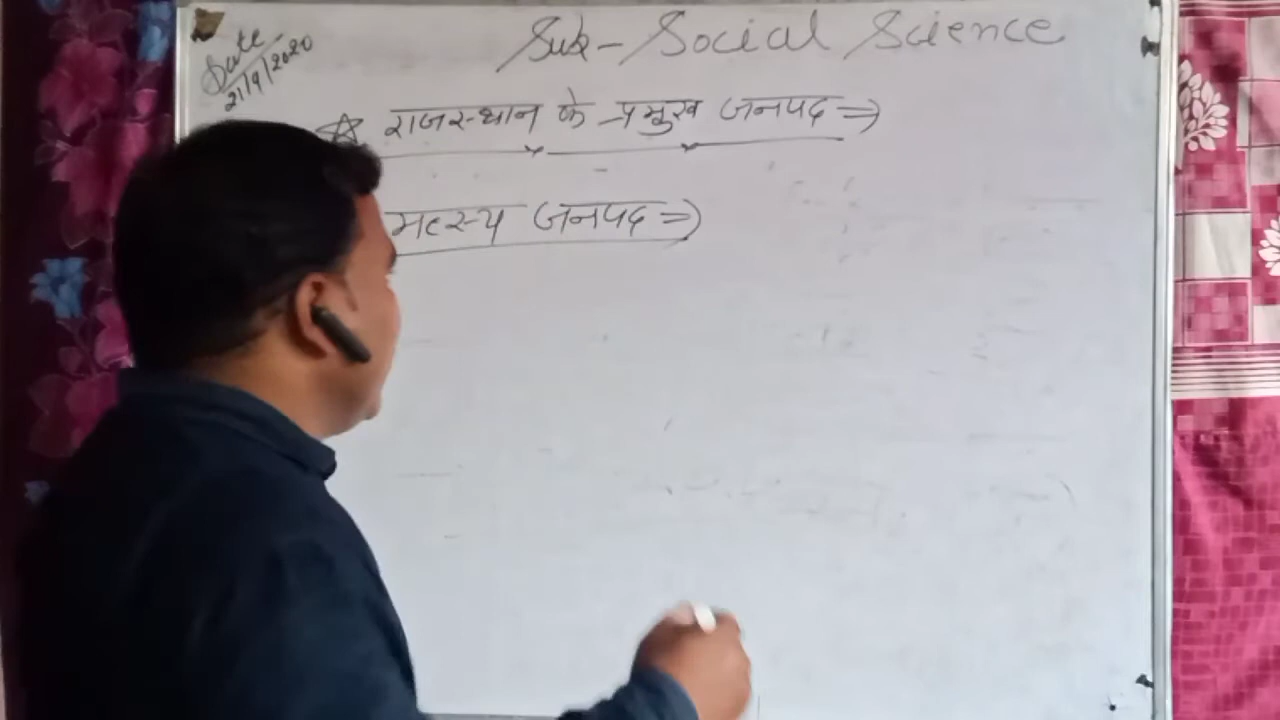 Date
21/9/2020
Sub - Social Science
☆ राजस्थान के प्रमुख जनपद ⇒
मत्स्य जनपद ⇒